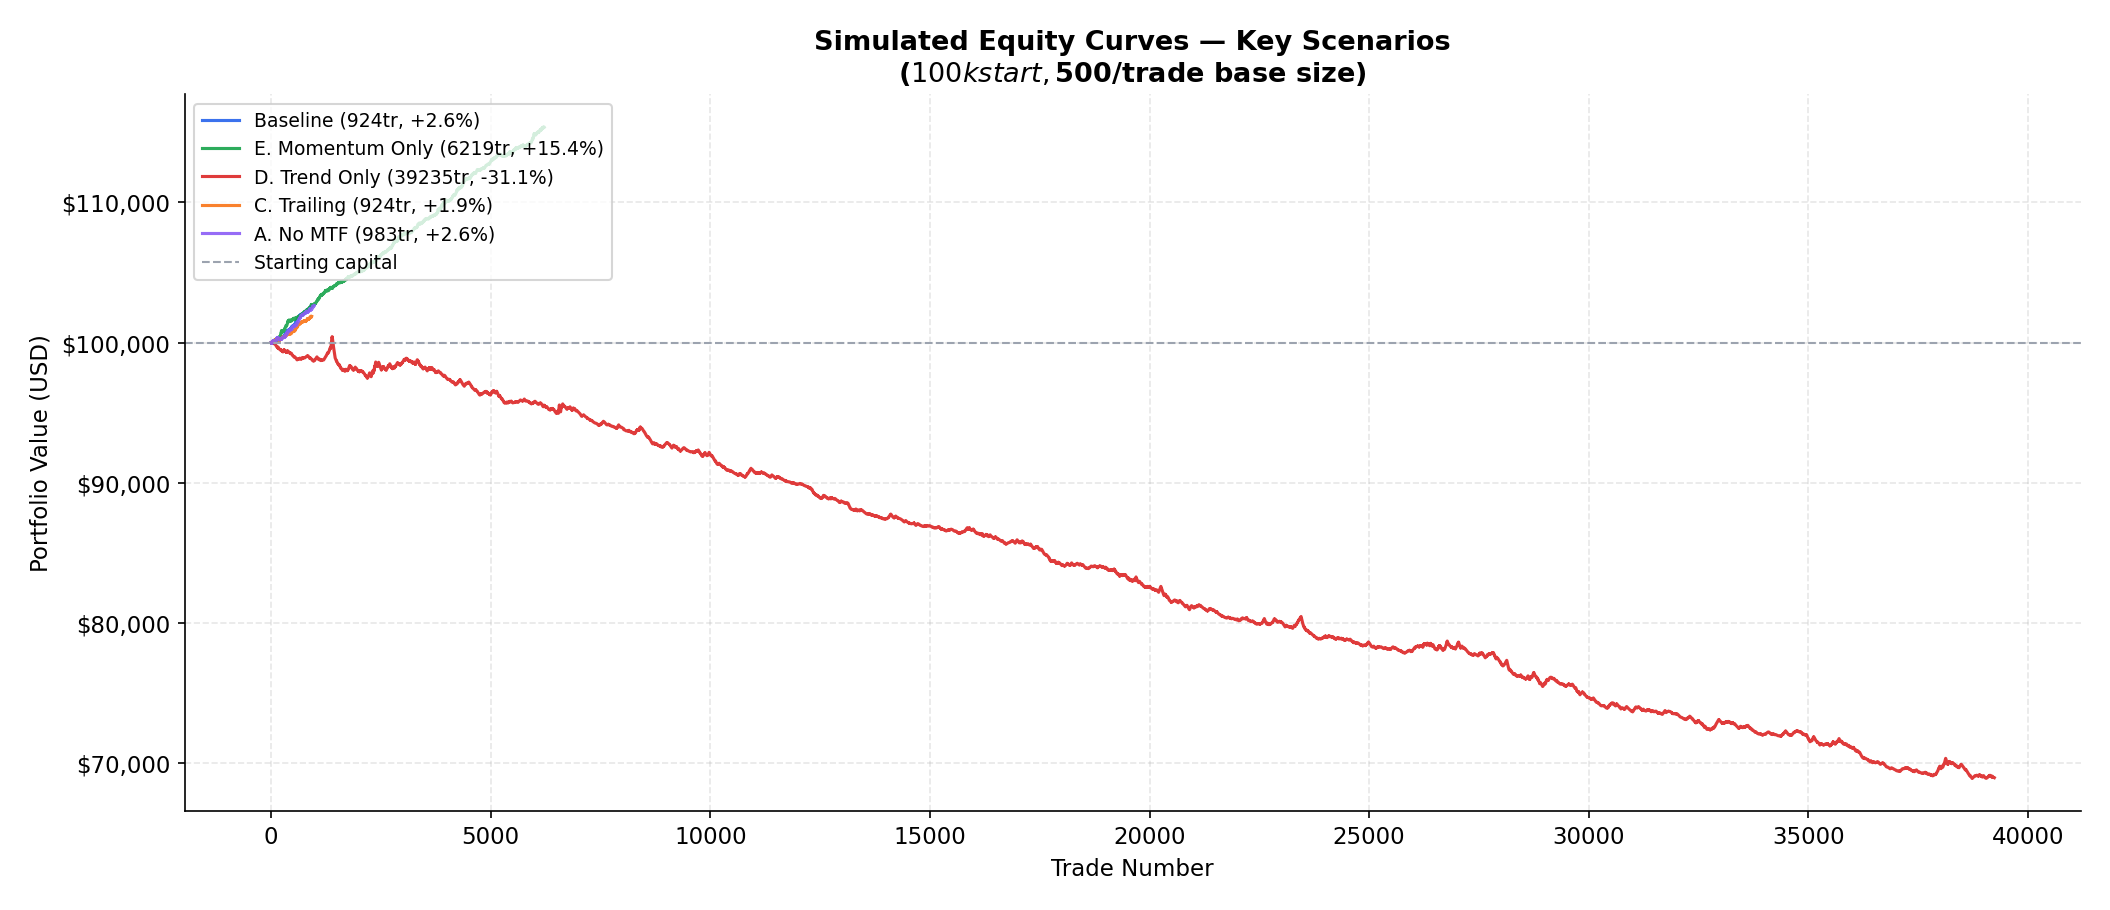 Simulated Equity Curves — Key Scenarios
(100kstart,500/trade base size)
Baseline (924tr, +2.6%)
E. Momentum Only (6219tr, +15.4%)
D. Trend Only (39235tr, -31.1%)
C. Trailing (924tr, +1.9%)
A. No MTF (983tr, +2.6%)
Starting capital
Portfolio Value (USD)
$110,000
$100,000
$90,000
$80,000
$70,000
0 5000 10000 15000 20000 25000 30000 35000 40000
Trade Number